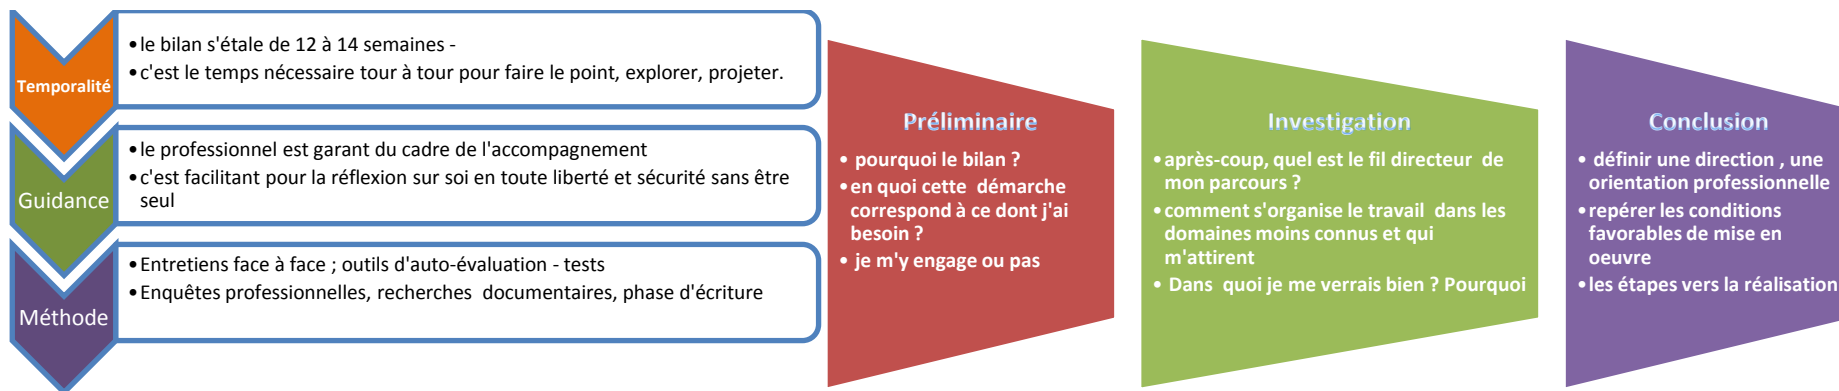 Temporalité
•le bilan s'étale de 12 à 14 semaines -
•c'est le temps nécessaire tour à tour pour faire le point, explorer, projeter.
Guidance
•le professionnel est garant du cadre de l'accompagnement
•c'est facilitant pour la réflexion sur soi en toute liberté et sécurité sans être
seul
Méthode
•Entretiens face à face ; outils d'auto-évaluation - tests
•Enquêtes professionnelles, recherches documentaires, phase d'écriture
Préliminaire
• pourquoi le bilan ?
•en quoi cette démarche
correspond à ce dont j'ai
besoin ?
• je m'y engage ou pas
Investigation
•après-coup, quel est le fil directeur de
mon parcours ?
•comment s'organise le travail dans les
domaines moins connus et qui
m'attirent
• Dans quoi je me verrais bien ? Pourquoi
Conclusion
• définir une direction , une
orientation professionnelle
•repérer les conditions
favorables de mise en
oeuvre
•les étapes vers la réalisation